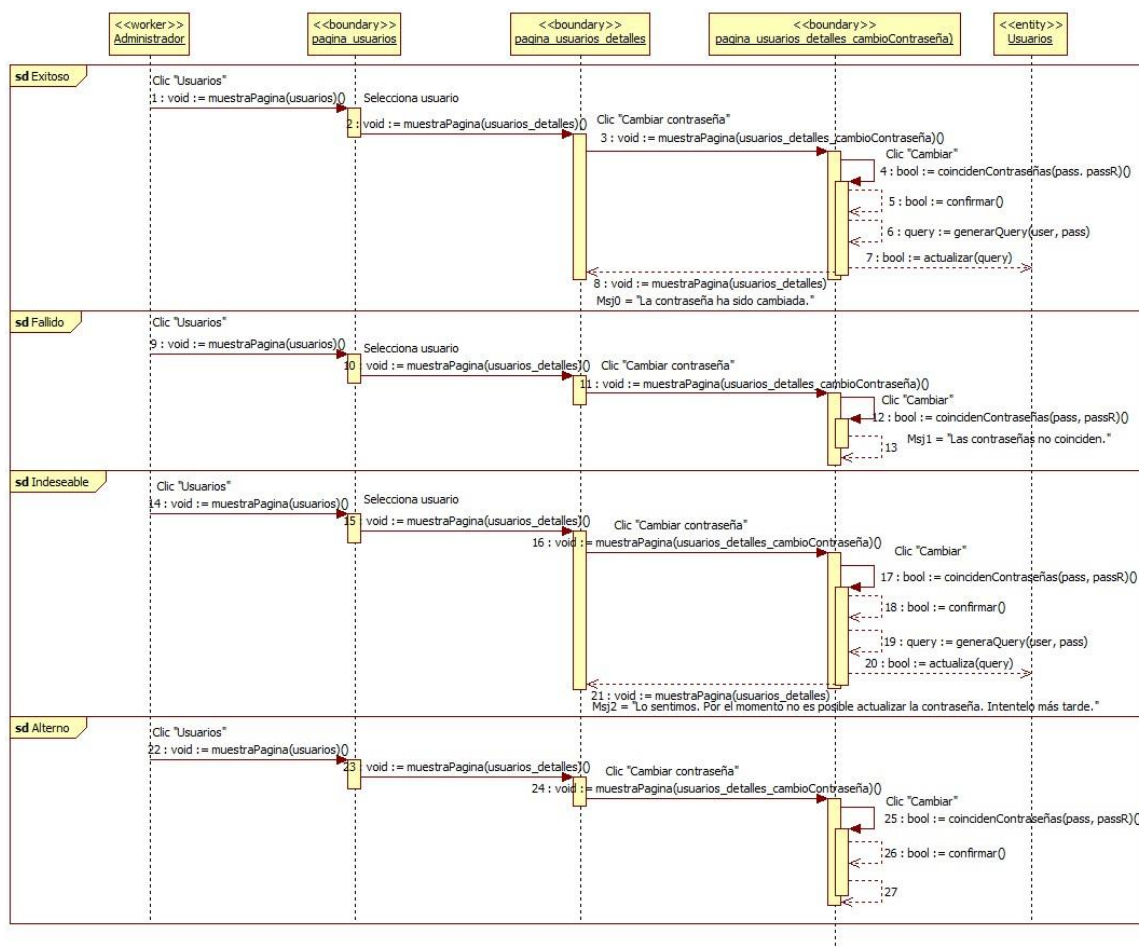 <<worker>>
Administrador
<<boundary>>
pagina_usuarios
<<boundary>>
pagina_usuarios_detalles
<<boundary>>
pagina_usuarios_detalles_cambioContraseña)
<<entity>>
Usuarios
sd Exitoso
Clic "Usuarios"
1 : void := muestraPagina(usuarios)()
Selecciona usuario
2 : void := muestraPagina(usuarios_detalles)()
Clic "Cambiar contraseña"
3 : void := muestraPagina(usuarios_detalles_cambioContraseña)()
Clic "Cambiar"
4 : bool := coincidenContraseñas(pass. passR)()
5 : bool := confirmar()
6 : query := generarQuery(user, pass)
7 : bool := actualizar(query)
8 : void := muestraPagina(usuarios_detalles)
Msj0 = "La contraseña ha sido cambiada."
sd Fallido
Clic "Usuarios"
9 : void := muestraPagina(usuarios)()
Selecciona usuario
10 : void := muestraPagina(usuarios_detalles)()
Clic "Cambiar contraseña"
11 : void := muestraPagina(usuarios_detalles_cambioContraseña)()
Clic "Cambiar"
12 : bool := coincidenContraseñas(pass, passR)()
Msj1 = "Las contraseñas no coinciden."
13
sd Indeseable
Clic "Usuarios"
14 : void := muestraPagina(usuarios)()
Selecciona usuario
15 : void := muestraPagina(usuarios_detalles)()
Clic "Cambiar contraseña"
16 : void := muestraPagina(usuarios_detalles_cambioContraseña)()
Clic "Cambiar"
17 : bool := coincidenContraseñas(pass, passR)()
18 : bool := confirmar()
19 : query := generaQuery(user, pass)
20 : bool := actualiza(query)
21 : void := muestraPagina(usuarios_detalles)
Msj2 = "Lo sentimos. Por el momento no es posible actualizar la contraseña. Intentelo más tarde."
sd Alterno
Clic "Usuarios"
22 : void := muestraPagina(usuarios)()
23 : void := muestraPagina(usuarios_detalles)()
Clic "Cambiar contraseña"
24 : void := muestraPagina(usuarios_detalles_cambioContraseña)()
Clic "Cambiar"
25 : bool := coincidenContraseñas(pass, passR)()
26 : bool := confirmar()
27